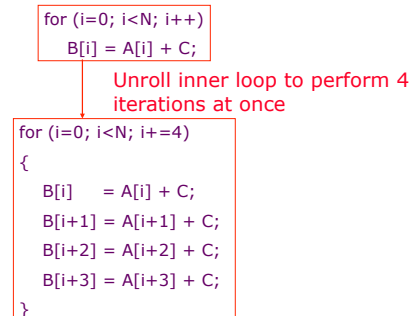 for (i=0; i<N; i++)
B[i] = A[i] + C;
Unroll inner loop to perform 4
iterations at once
for (i=0; i<N; i+=4)
{
B[i] = A[i] + C;
B[i+1] = A[i+1] + C;
B[i+2] = A[i+2] + C;
B[i+3] = A[i+3] + C;
}